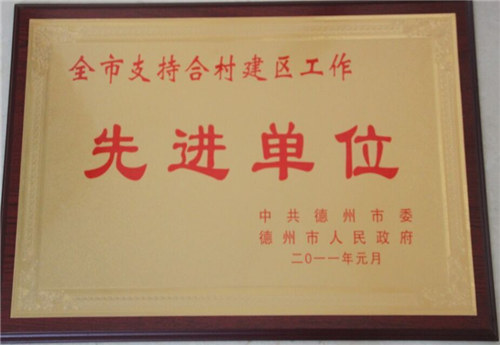 全市支持合村建区工作
先进单位
中共德州市委
德州市人民政府
二0一一年元月